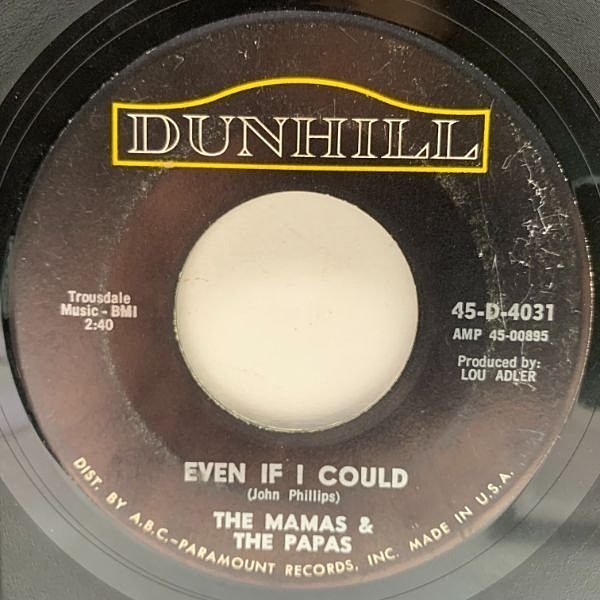 DUNHILL
Trousdale
Music - BMI
2:40
45-D-4031
AMP 45-00895
Produced by:
LOU ADLER
EVEN IF I COULD
(John Phillips)
THE MAMAS &
THE PAPAS
DIST. BY A.B.C.-PARAMOUNT RECORDS, INC. MADE IN U.S.A.